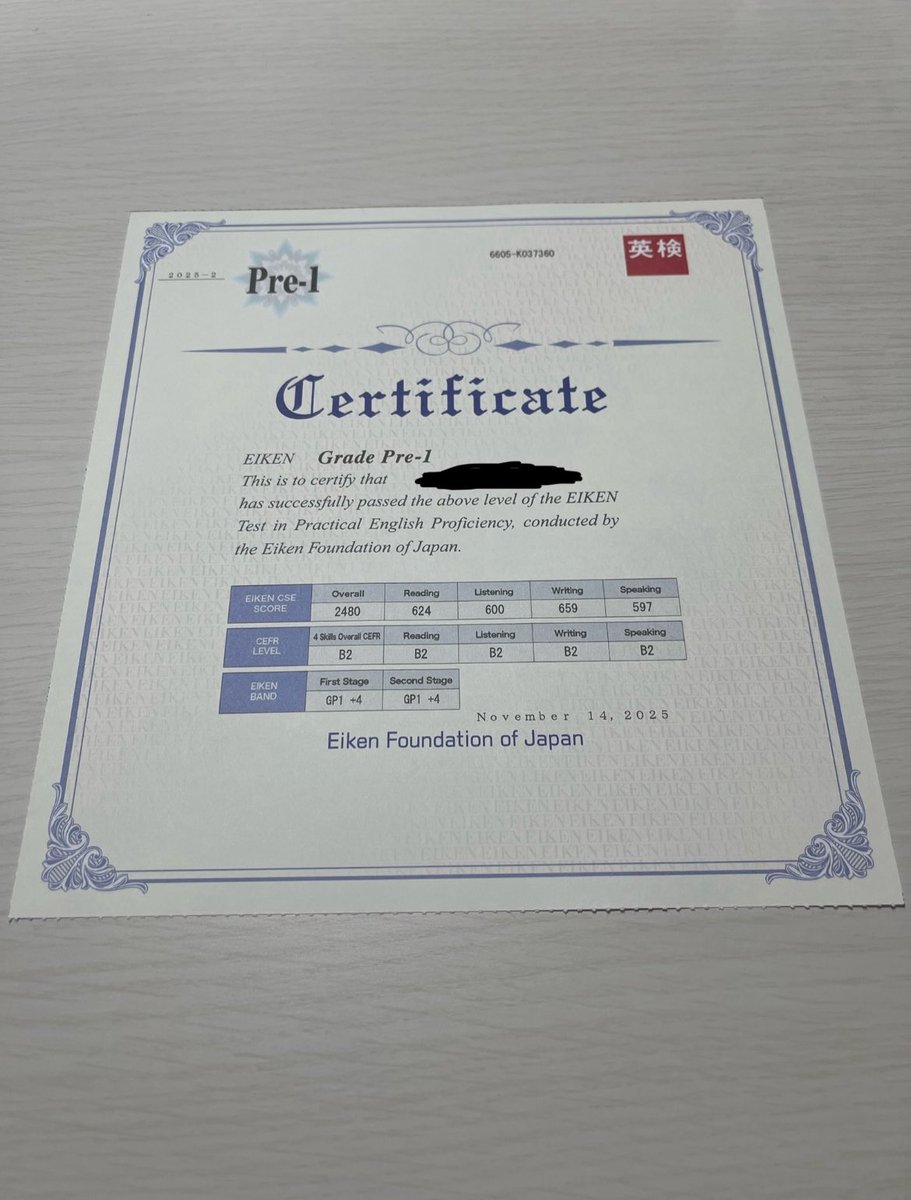 2025-2
Pre-1
6605-K037360
英検
Certificate
EIKEN Grade Pre-1
This is to certify that
has successfully passed the above level of the EIKEN
Test in Practical English Proficiency, conducted by
the Eiken Foundation of Japan.
EIKEN CSE SCORE Overall Reading Listening Writing Speaking
2480 624 600 659 597
CEFR LEVEL 4 Skills Overall CEFR Reading Listening Writing Speaking
B2 B2 B2 B2 B2
EIKEN BAND First Stage Second Stage
GP1 +4 GP1 +4
November 14, 2025
Eiken Foundation of Japan